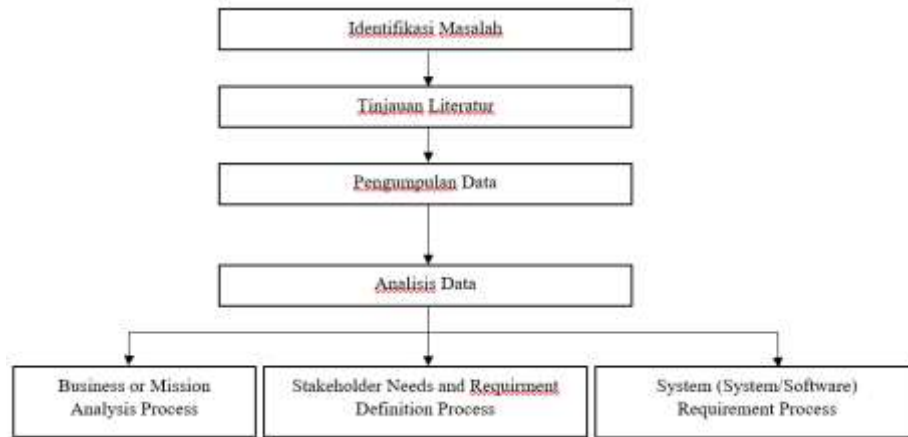 Identifikasi Masalah
Tinjauan Literatur
Pengumpulan Data
Analisis Data
Business or Mission
Analysis Process
Stakeholder Needs and Requirment
Definition Process
System (System/Software)
Requirement Process